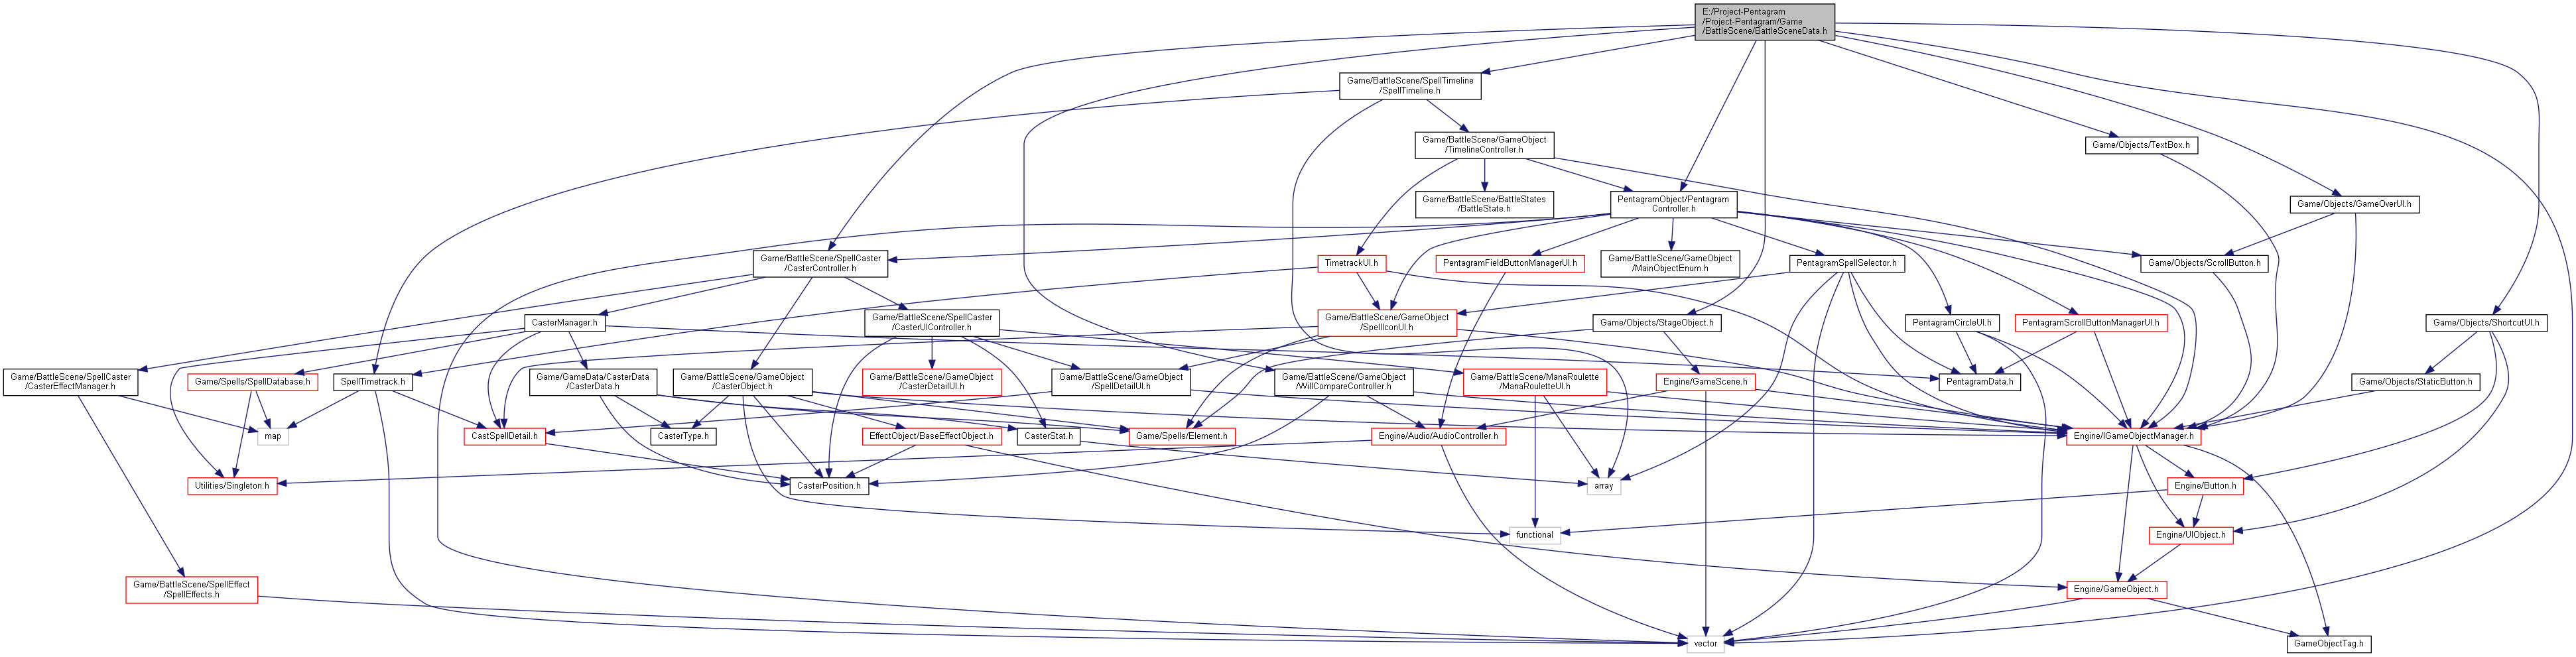 E:/Project-Pentagram
/Project-Pentagram/Game
/BattleScene/BattleSceneData.h
Game/BattleScene/SpellTimeline
/SpellTimeline.h
Game/BattleScene/GameObject
/TimelineController.h
Game/Objects/TextBox.h
Game/BattleScene/BattleStates
/BattleState.h
PentagramObject/Pentagram
Controller.h
Game/Objects/GameOverUI.h
Game/BattleScene/SpellCaster
/CasterController.h
TimetrackUI.h
PentagramFieldButtonManagerUI.h
Game/BattleScene/GameObject
/MainObjectEnum.h
PentagramSpellSelector.h
Game/Objects/ScrollButton.h
CasterManager.h
Game/BattleScene/SpellCaster
/CasterUIController.h
Game/BattleScene/GameObject
/SpellIconUI.h
Game/Objects/StageObject.h
PentagramCircleUI.h
PentagramScrollButtonManagerUI.h
Game/Objects/ShortcutUI.h
Game/BattleScene/SpellCaster
/CasterEffectManager.h
Game/Spells/SpellDatabase.h
SpellTimetrack.h
Game/GameData/CasterData
/CasterData.h
Game/BattleScene/GameObject
/CasterObject.h
Game/BattleScene/GameObject
/CasterDetailUI.h
Game/BattleScene/GameObject
/SpellDetailUI.h
Game/BattleScene/GameObject
/WillCompareController.h
Game/BattleScene/ManaRoulette
/ManaRouletteUI.h
Engine/GameScene.h
PentagramData.h
Game/Objects/StaticButton.h
map
CastSpellDetail.h
CasterType.h
EffectObject/BaseEffectObject.h
CasterStat.h
Game/Spells/Element.h
Engine/Audio/AudioController.h
Engine/IGameObjectManager.h
Utilities/Singleton.h
CasterPosition.h
array
Engine/Button.h
functional
Engine/UIObject.h
Game/BattleScene/SpellEffect
/SpellEffects.h
Engine/GameObject.h
vector
GameObjectTag.h